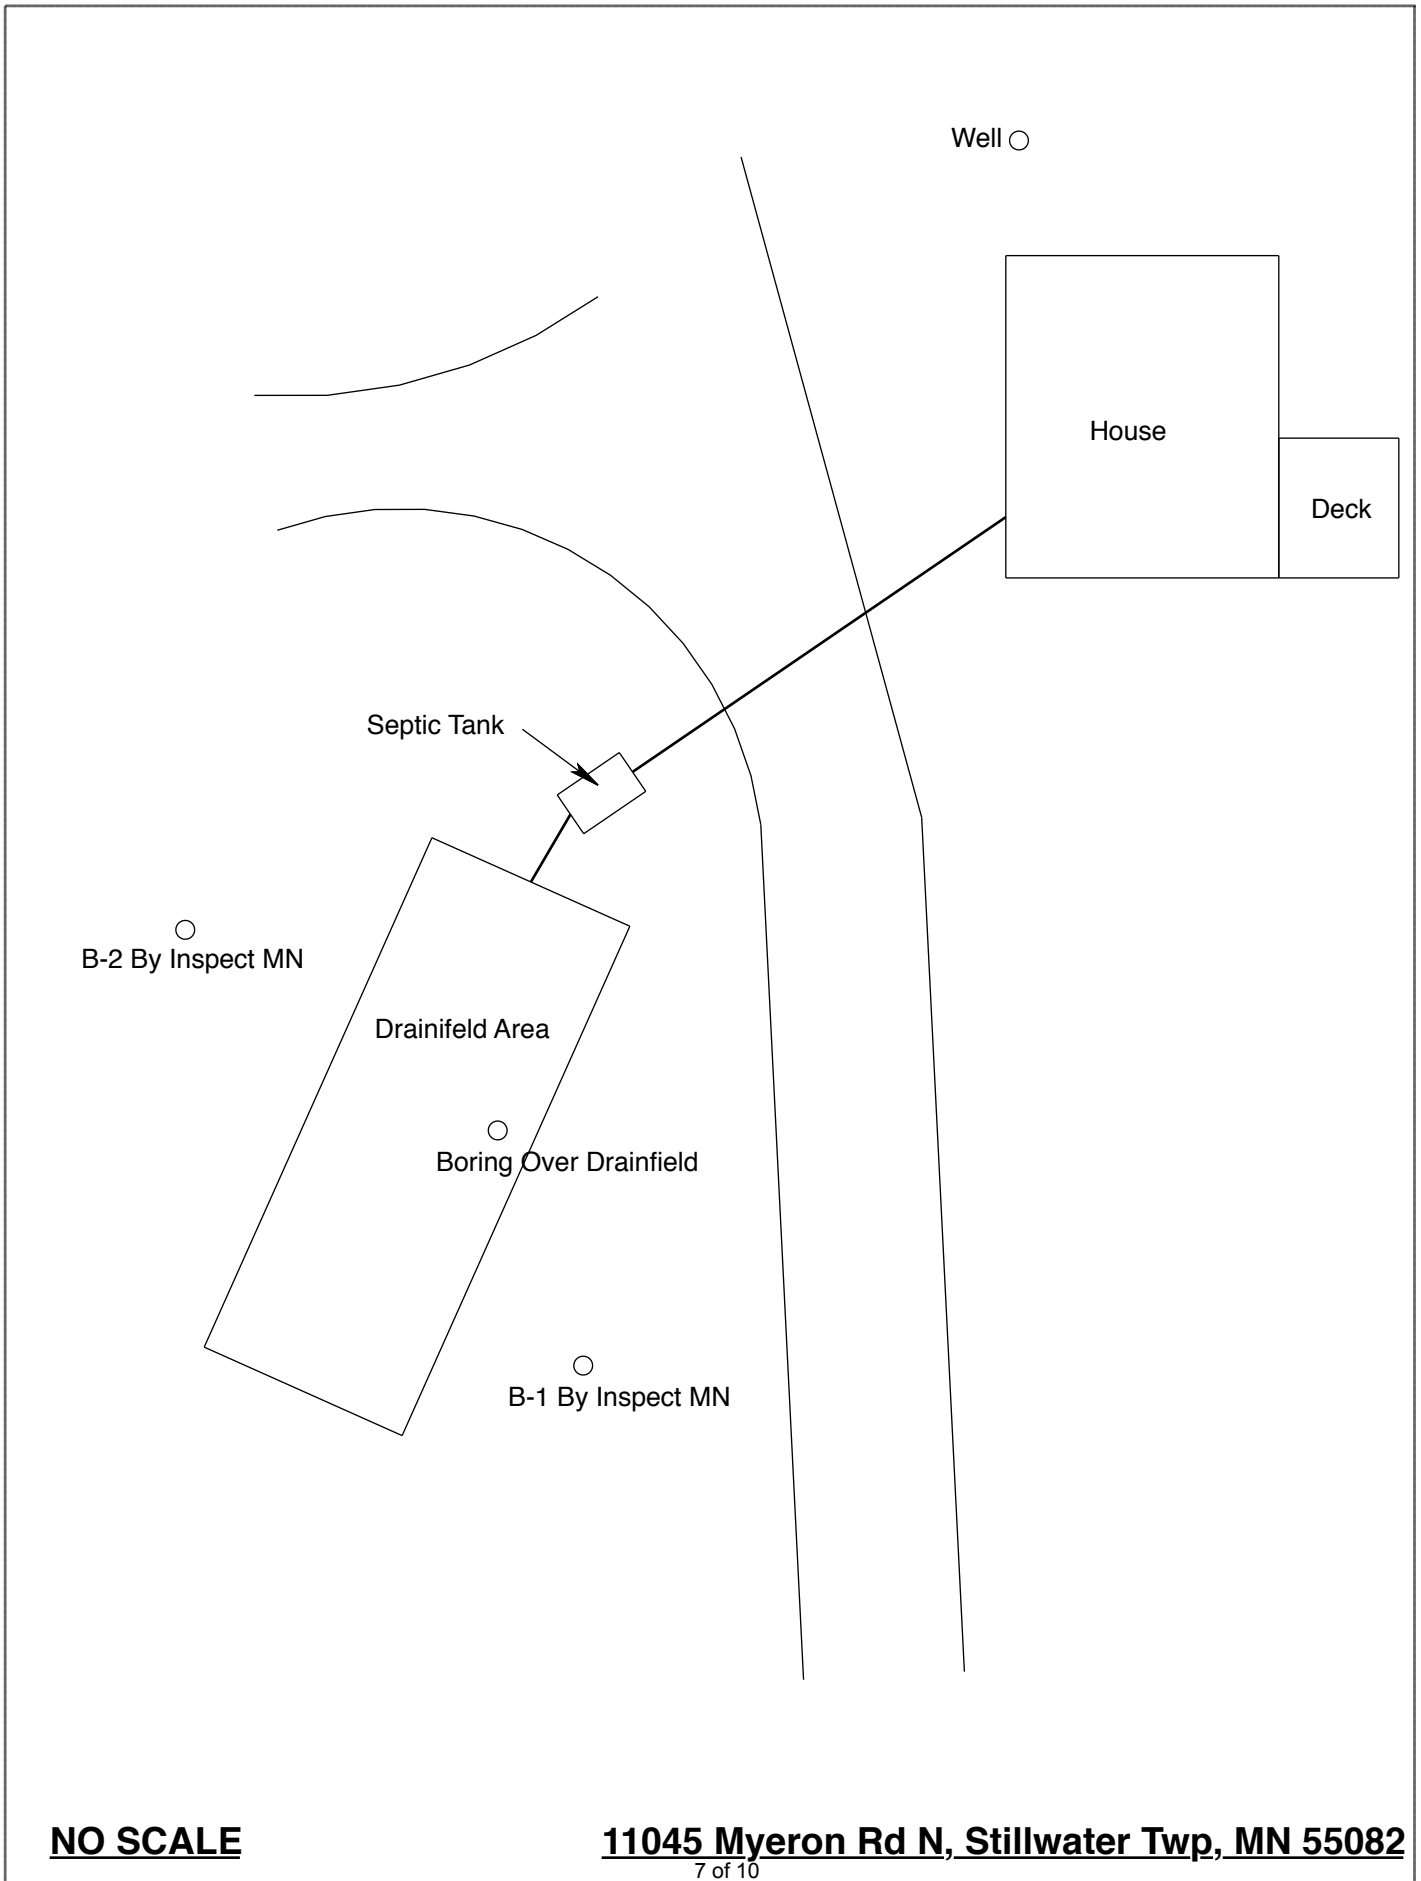 Well
House
Deck
Septic Tank
B-2 By Inspect MN
Drainifeld Area
Boring Over Drainfield
B-1 By Inspect MN
NO SCALE
11045 Myeron Rd N, Stillwater Twp, MN 55082
7 of 10